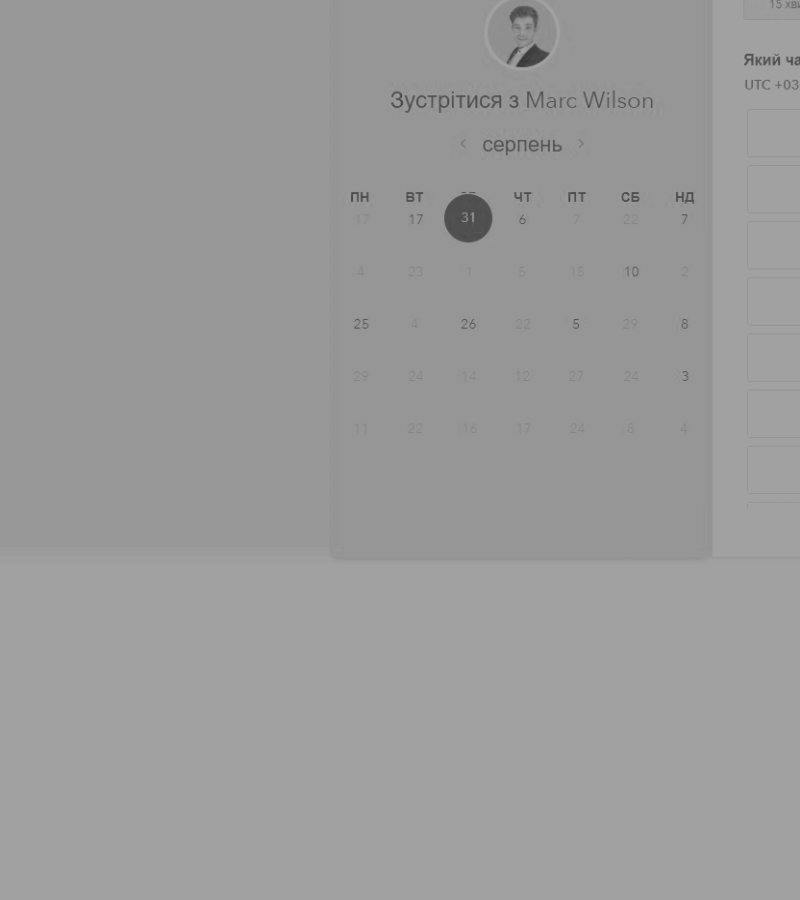 15 хви
Який ча
UTC +03
Зустрітися з Marc Wilson
‹ серпень ›
ПН ВТ ЧТ ПТ СБ НД
17 17 31 6 7 22 7
4 23 1 5 15 10 2
25 4 26 22 5 29 8
29 24 14 12 27 24 3
11 22 16 17 24 8 4